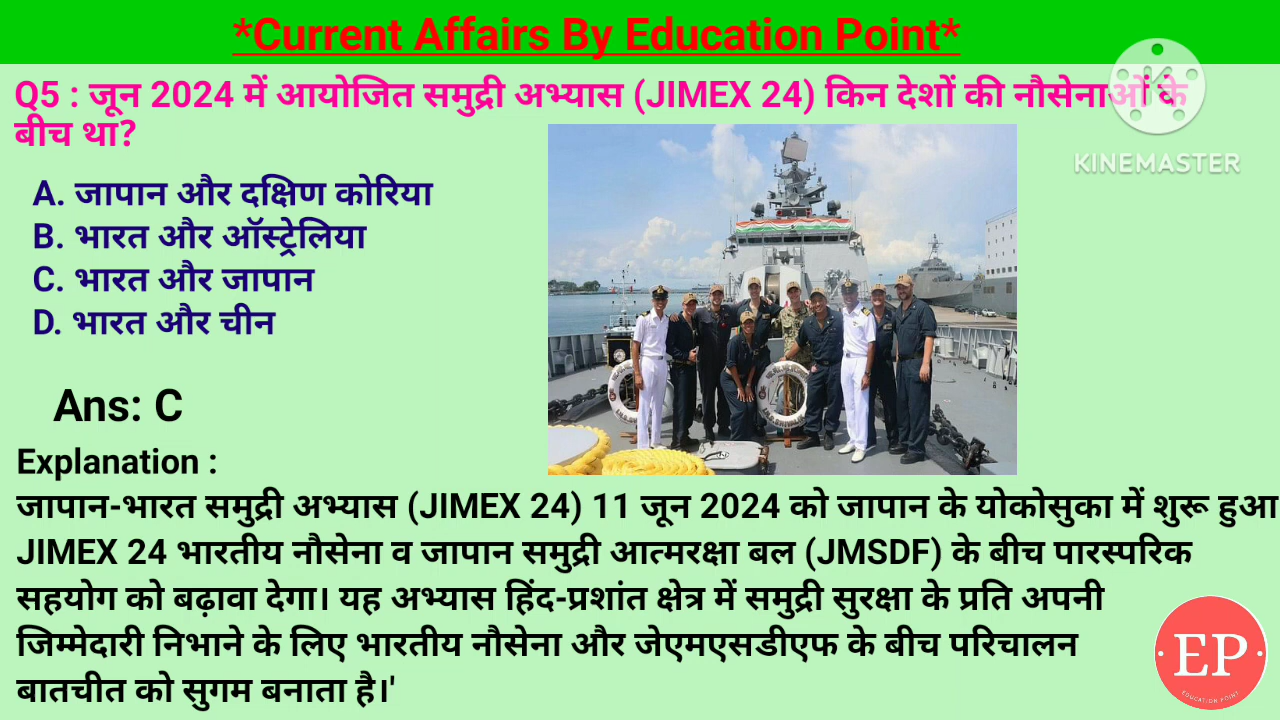 *Current Affairs By Education Point*
Q5 : जून 2024 में आयोजित समुद्री अभ्यास (JIMEX 24) किन देशों की नौसेनाओं के
बीच था?
KINEMASTER
A. जापान और दक्षिण कोरिया
B. भारत और ऑस्ट्रेलिया
C. भारत और जापान
D. भारत और चीन
Ans: C
Explanation :
जापान-भारत समुद्री अभ्यास (JIMEX 24) 11 जून 2024 को जापान के योकोसुका में शुरू हुआ
JIMEX 24 भारतीय नौसेना व जापान समुद्री आत्मरक्षा बल (JMSDF) के बीच पारस्परिक
सहयोग को बढ़ावा देगा। यह अभ्यास हिंद-प्रशांत क्षेत्र में समुद्री सुरक्षा के प्रति अपनी
जिम्मेदारी निभाने के लिए भारतीय नौसेना और जेएमएसडीएफ के बीच परिचालन
बातचीत को सुगम बनाता है।'
·EP·
EDUCATION POINT